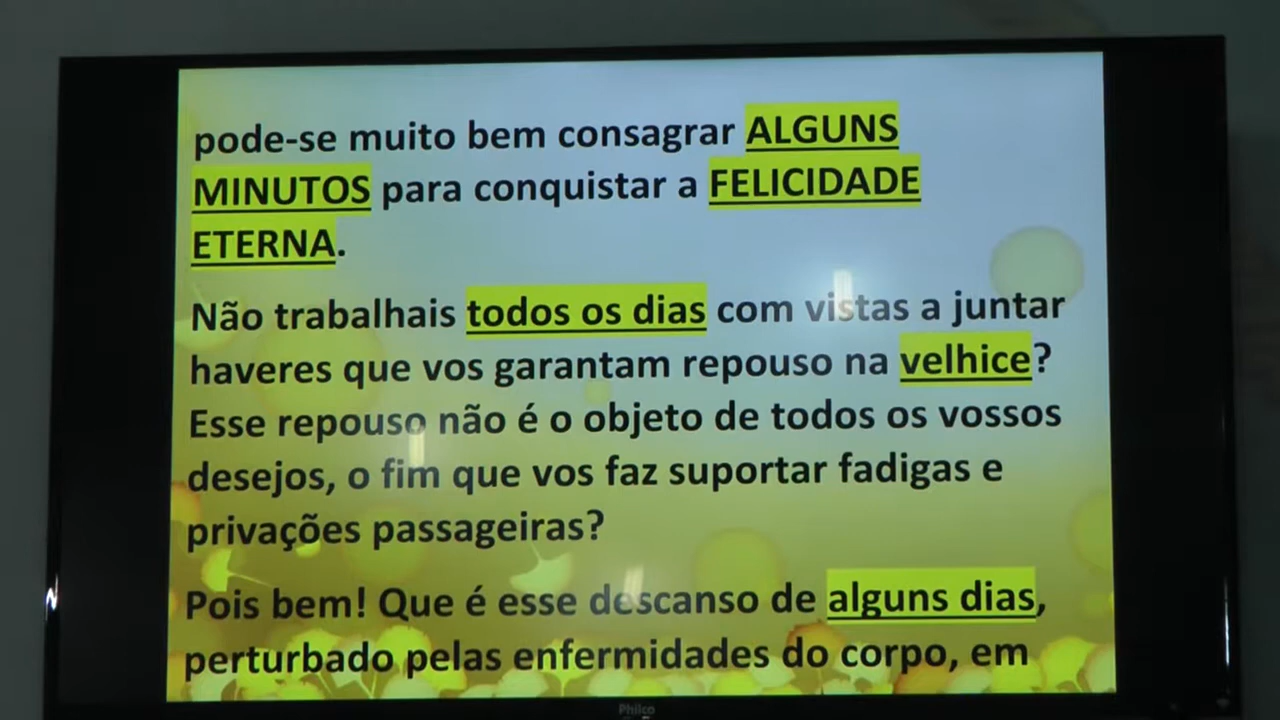 pode-se muito bem consagrar ALGUNS
MINUTOS para conquistar a FELICIDADE
ETERNA.
Não trabalhais todos os dias com vistas a juntar
haveres que vos garantam repouso na velhice?
Esse repouso não é o objeto de todos os vossos
desejos, o fim que vos faz suportar fadigas e
privações passageiras?
Pois bem! Que é esse descanso de alguns dias,
perturbado pelas enfermidades do corpo, em
Philco